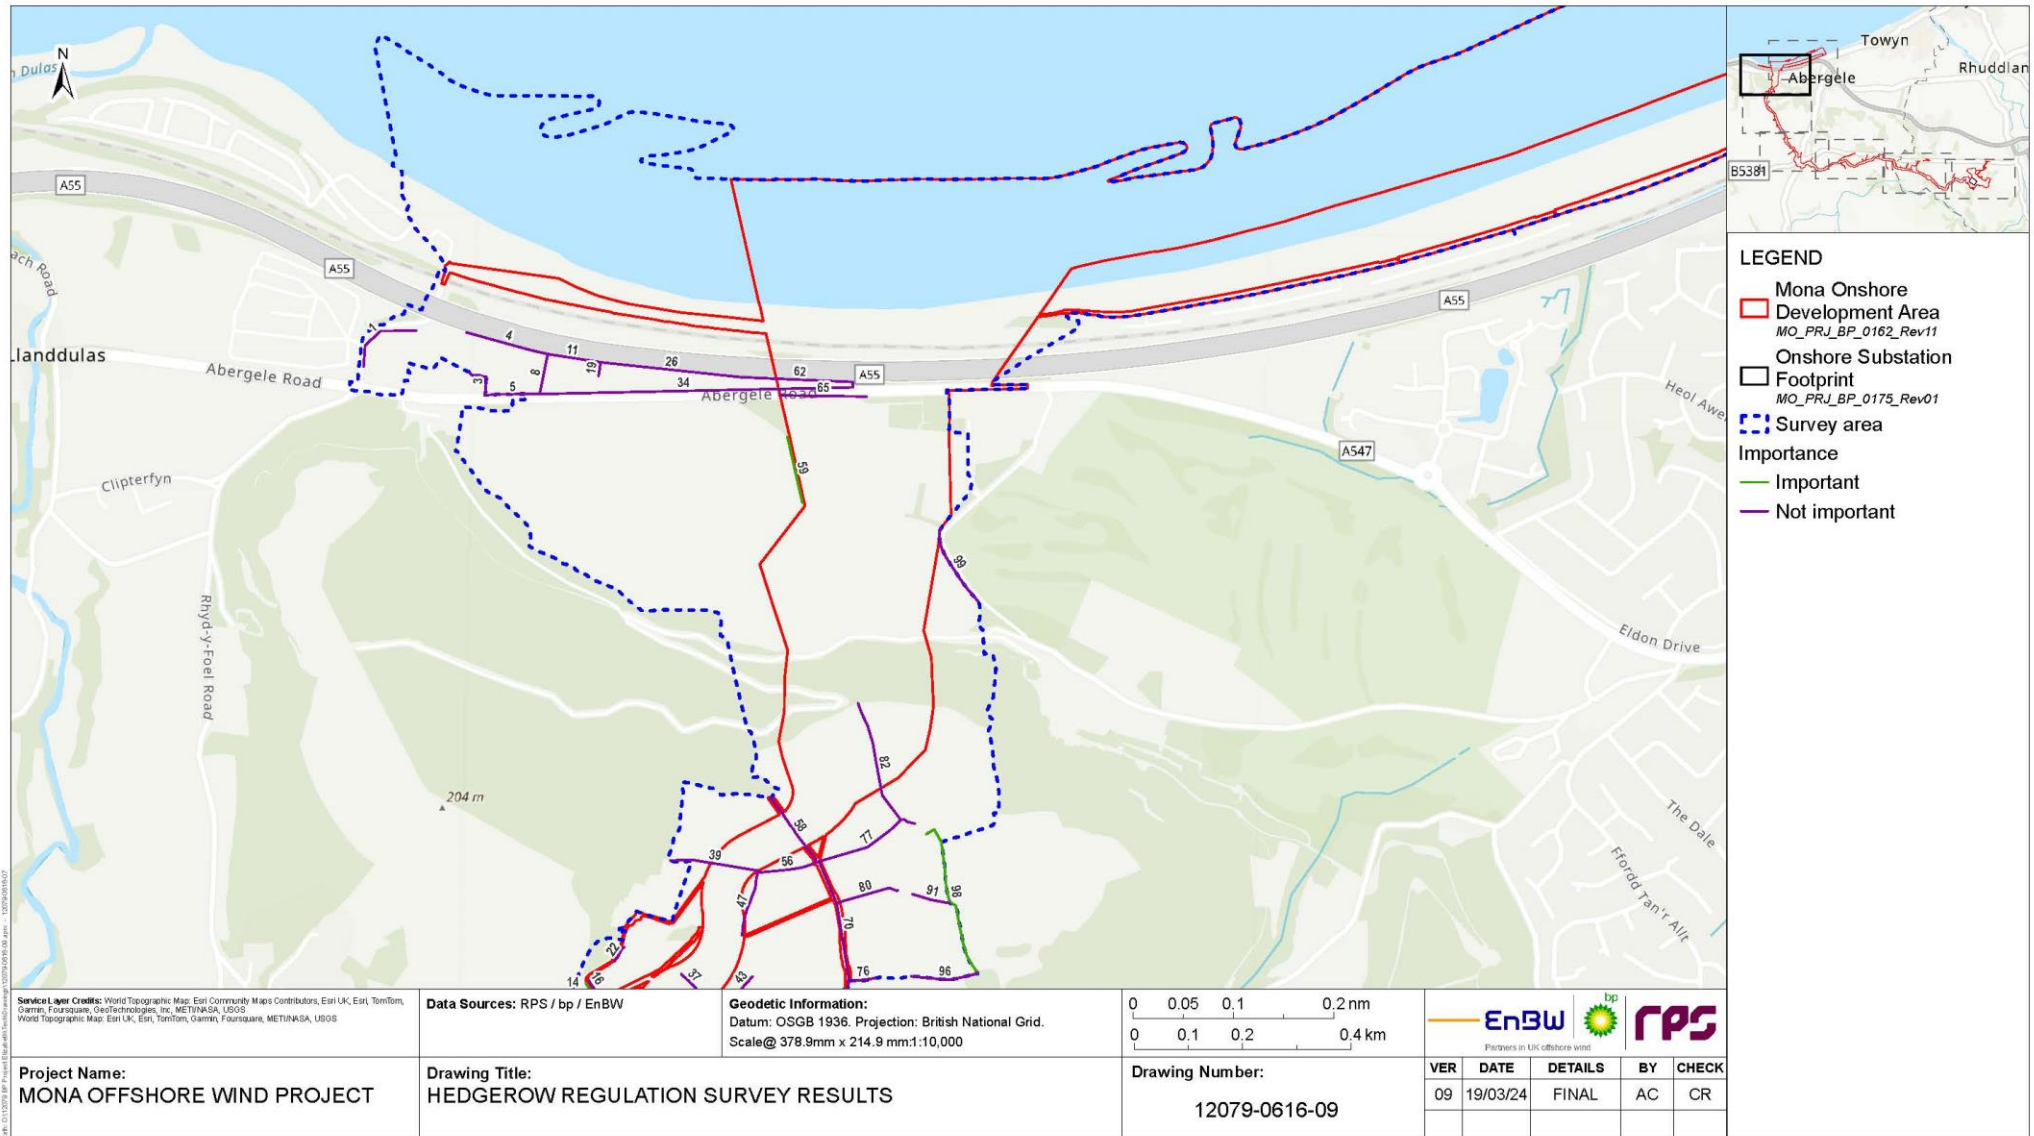 N
Dulas
A55
A55
ach Road
Llanddulas
Abergele Road
1
4
11
19
26
62
A55
8
3
5
34
65
Abergele Road
A55
A547
Heol Awe
Clipterfyn
59
99
Rhyd-y-Foel Road
Eldon Drive
204 m
82
58
77
39
56
80
91
98
47
70
22
14
16
37
43
76
96
The Dale
Ffordd Tan'r Allt
Towyn
Rhuddlan
Abergele
B5381
LEGEND
Mona Onshore
Development Area
MO_PRJ_BP_0162_Rev11
Onshore Substation
Footprint
MO_PRJ_BP_0175_Rev01
Survey area
Importance
Important
Not important
Service Layer Credits: World Topographic Map: Esri Community Maps Contributors, Esri UK, Esri, TomTom,
Garmin, Foursquare, GeoTechnologies, Inc, METI/NASA, USGS
World Topographic Map: Esri UK, Esri, TomTom, Garmin, Foursquare, METI/NASA, USGS
Data Sources: RPS / bp / EnBW
Geodetic Information:
Datum: OSGB 1936. Projection: British National Grid.
Scale@ 378.9mm x 214.9 mm:1:10,000
0 0.05 0.1 0.2 nm
0 0.1 0.2 0.4 km
EnBW bp rps
Partners in UK offshore wind
Project Name:
MONA OFFSHORE WIND PROJECT
Drawing Title:
HEDGEROW REGULATION SURVEY RESULTS
Drawing Number:
12079-0616-09
VER DATE DETAILS BY CHECK
09 19/03/24 FINAL AC CR